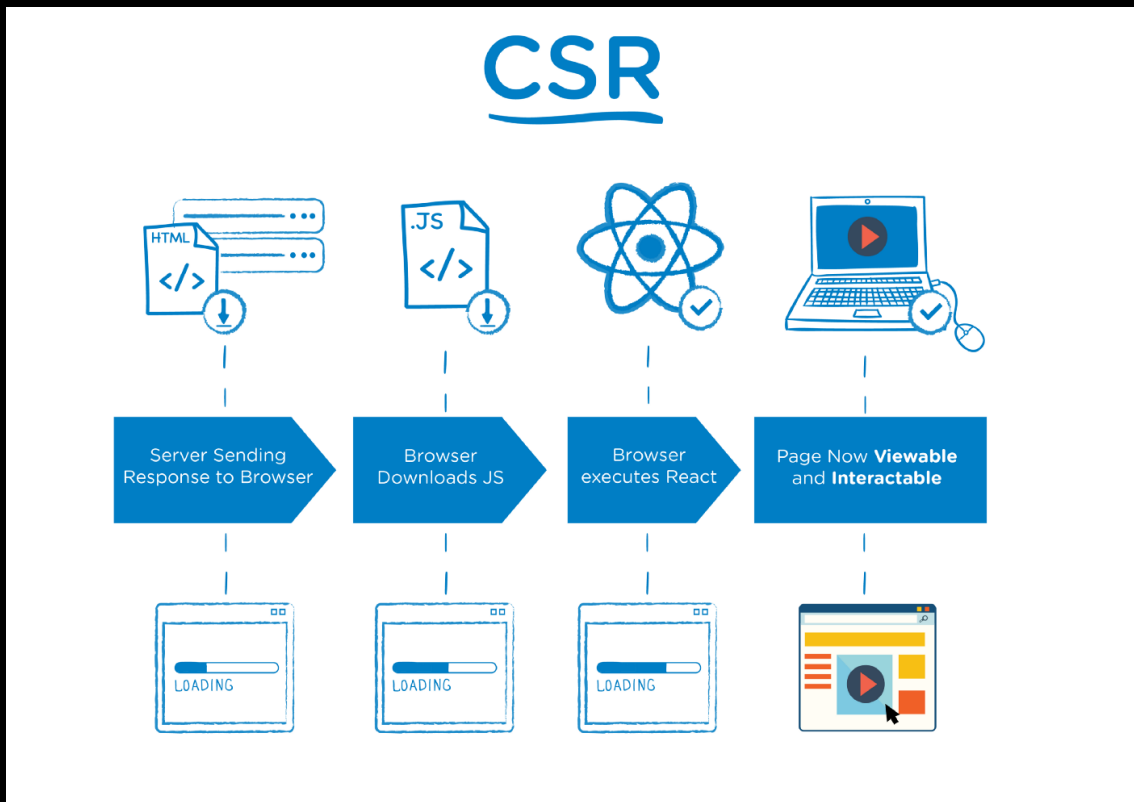 CSR
HTML
</>
.JS
</>
Server Sending
Response to Browser
Browser
Downloads JS
Browser
executes React
Page Now Viewable
and Interactable
LOADING
LOADING
LOADING